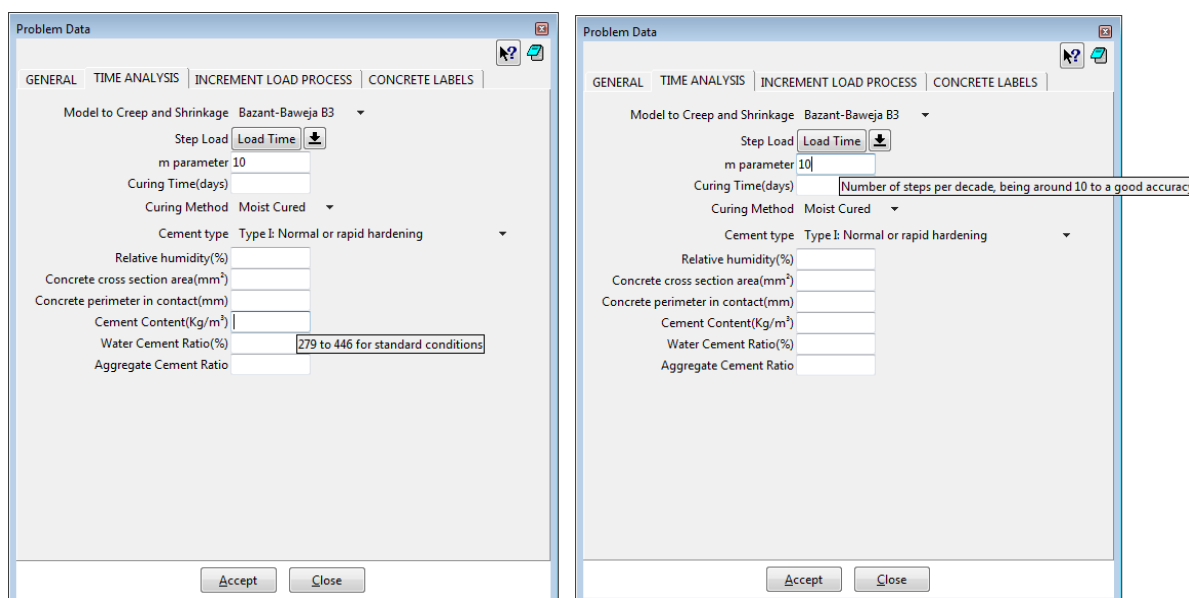 Problem Data
GENERAL TIME ANALYSIS INCREMENT LOAD PROCESS CONCRETE LABELS
Model to Creep and Shrinkage Bazant-Baweja B3
Step Load Load Time
m parameter 10
Curing Time(days)
Curing Method Moist Cured
Cement type Type I: Normal or rapid hardening
Relative humidity(%)
Concrete cross section area(mm²)
Concrete perimeter in contact(mm)
Cement Content(Kg/m³)
Water Cement Ratio(%) 279 to 446 for standard conditions
Aggregate Cement Ratio
Accept Close
Problem Data
GENERAL TIME ANALYSIS INCREMENT LOAD PROCESS CONCRETE LABELS
Model to Creep and Shrinkage Bazant-Baweja B3
Step Load Load Time
m parameter 10
Curing Time(days) Number of steps per decade, being around 10 to a good accuracy
Curing Method Moist Cured
Cement type Type I: Normal or rapid hardening
Relative humidity(%)
Concrete cross section area(mm²)
Concrete perimeter in contact(mm)
Cement Content(Kg/m³)
Water Cement Ratio(%)
Aggregate Cement Ratio
Accept Close